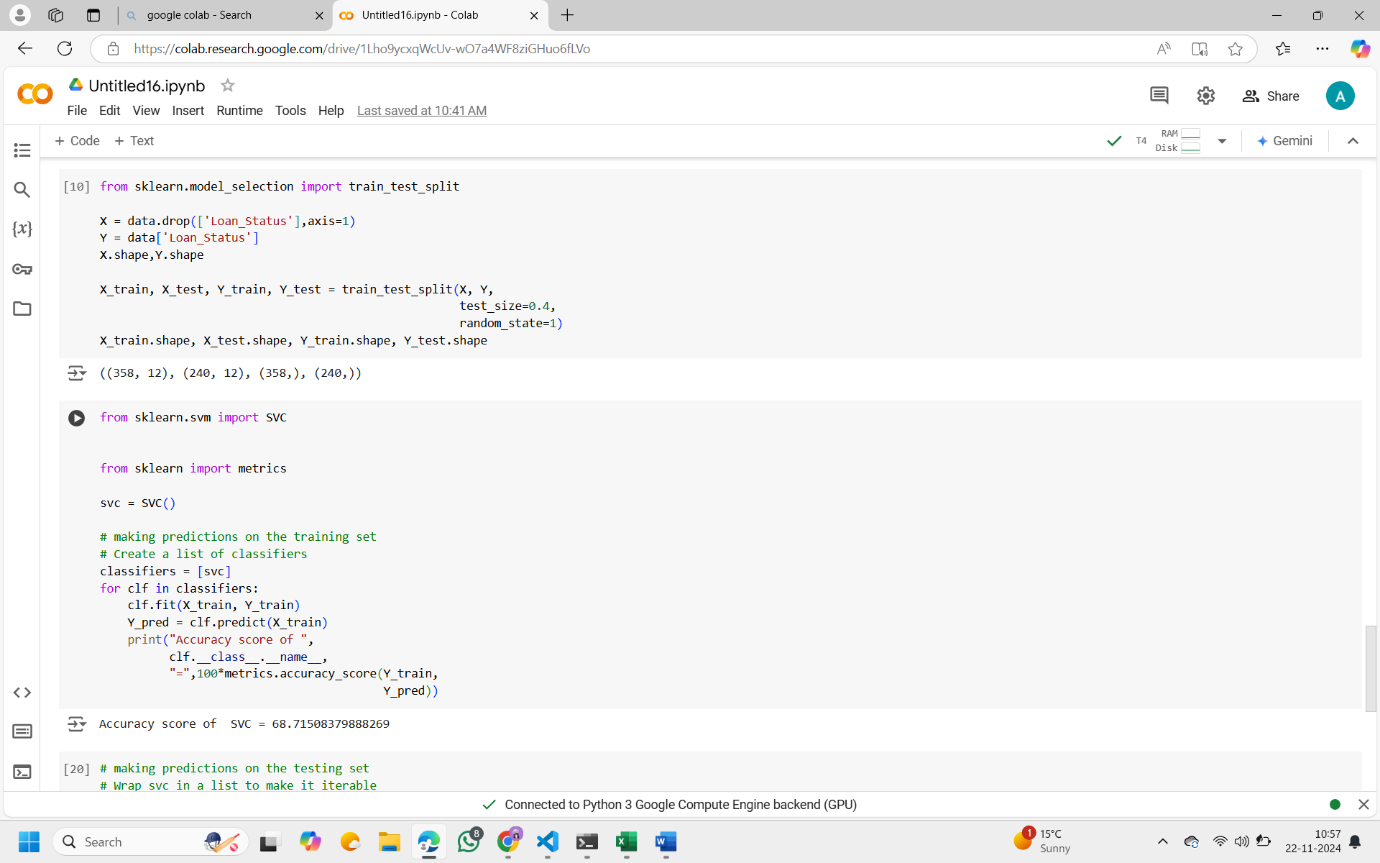 google colab - Search
Untitled16.ipynb - Colab
https://colab.research.google.com/drive/1Lho9ycxqWcUv-wO7a4WF8ziGHuo6fLVo
Untitled16.ipynb
File Edit View Insert Runtime Tools Help Last saved at 10:41 AM
Share
A
+ Code + Text
T4
RAM
Disk
Gemini
[10] from sklearn.model_selection import train_test_split
X = data.drop(['Loan_Status'],axis=1)
Y = data['Loan_Status']
X.shape,Y.shape
X_train, X_test, Y_train, Y_test = train_test_split(X, Y,
test_size=0.4,
random_state=1)
X_train.shape, X_test.shape, Y_train.shape, Y_test.shape
((358, 12), (240, 12), (358,), (240,))
from sklearn.svm import SVC
from sklearn import metrics
svc = SVC()
# making predictions on the training set
# Create a list of classifiers
classifiers = [svc]
for clf in classifiers:
clf.fit(X_train, Y_train)
Y_pred = clf.predict(X_train)
print("Accuracy score of ",
clf.__class__.__name__,
"=",100*metrics.accuracy_score(Y_train,
Y_pred))
Accuracy score of  SVC = 68.71508379888269
[20] # making predictions on the testing set
# Wrap svc in a list to make it iterable
Connected to Python 3 Google Compute Engine backend (GPU)
Search
8
1
15°C
Sunny
10:57
22-11-2024